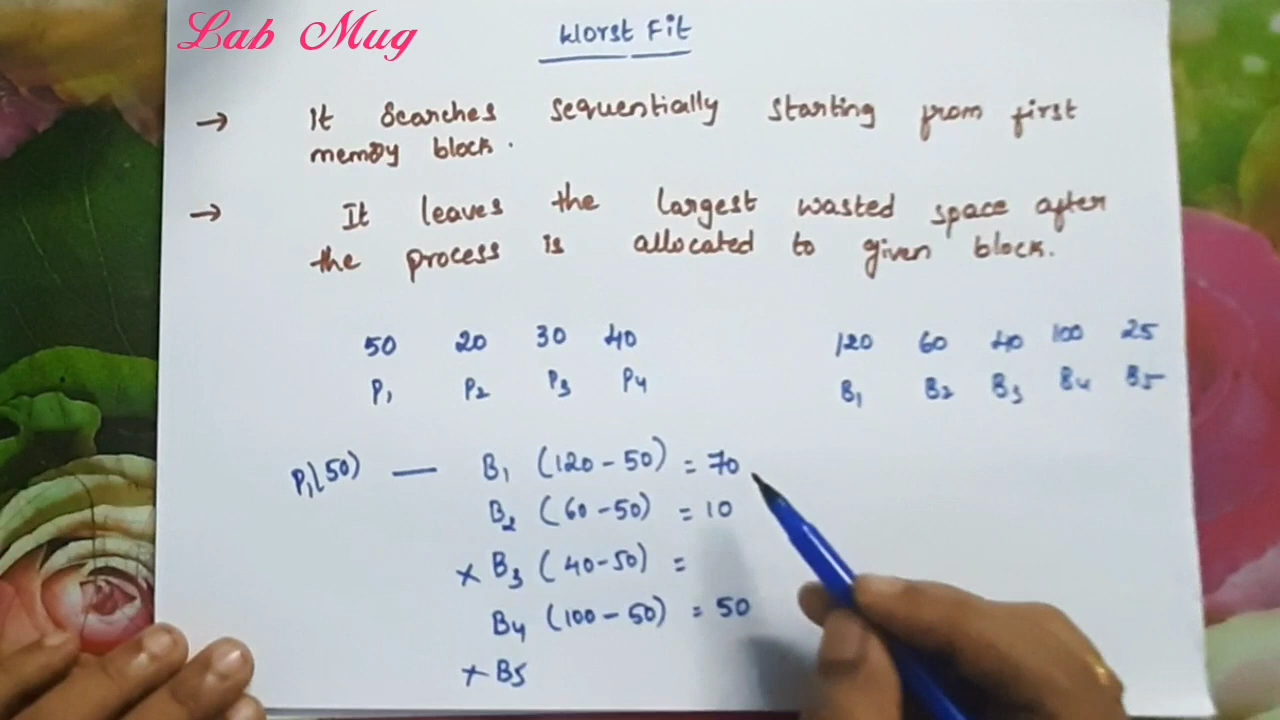 Lab Mug
Worst Fit
→ It Searches sequentially starting from first
memory block.
→ It leaves the largest wasted space after
the process is allocated to given block.
50 20 30 40 120 60 40 100 25
P1 P2 P3 P4 B1 B2 B3 B4 B5
P1(50) — B1 (120-50) = 70
B2 (60-50) = 10
× B3 (40-50) =
B4 (100-50) = 50
× B5